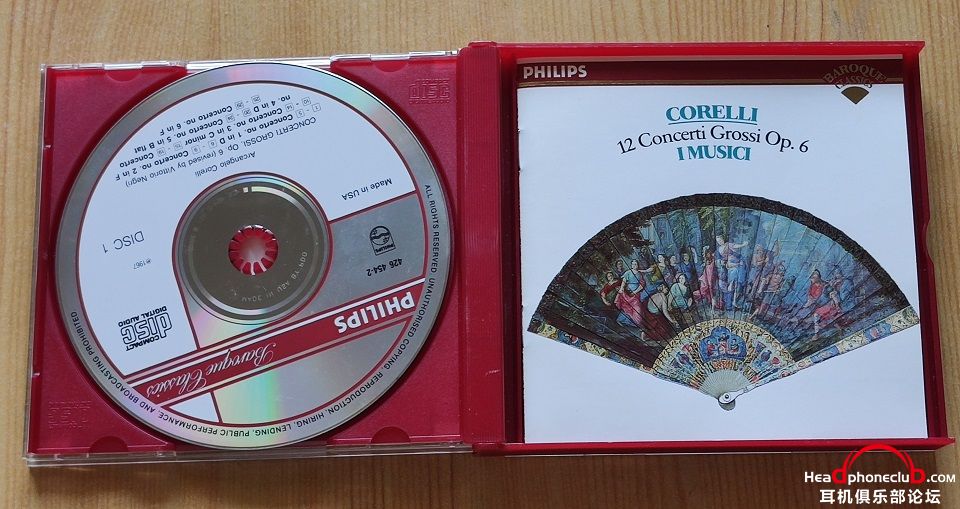 PHILIPS
BAROQUE
CLASSICS
CORELLI
12 Concerti Grossi Op. 6
I MUSICI
PHILIPS
Baroque Classics
426 454-2
PHILIPS
Made in USA
COMPACT
disc
DIGITAL AUDIO
℗1967
DISC 1
Arcangelo Corelli
CONCERTI GROSSI, Op. 6 (revised by Vittorio Negri)
no. 1 in D
Concerto no. 2 in F
Concerto no. 3 in C minor
Concerto no. 4 in D
Concerto no. 5 in B flat
Concerto no. 6 in F
ALL RIGHTS RESERVED UNAUTHORISED COPYING, REPRODUCTION, HIRING, LENDING, PUBLIC PERFORMANCE, AND BROADCASTING PROHIBITED
Headphoneclub.com
耳机俱乐部论坛